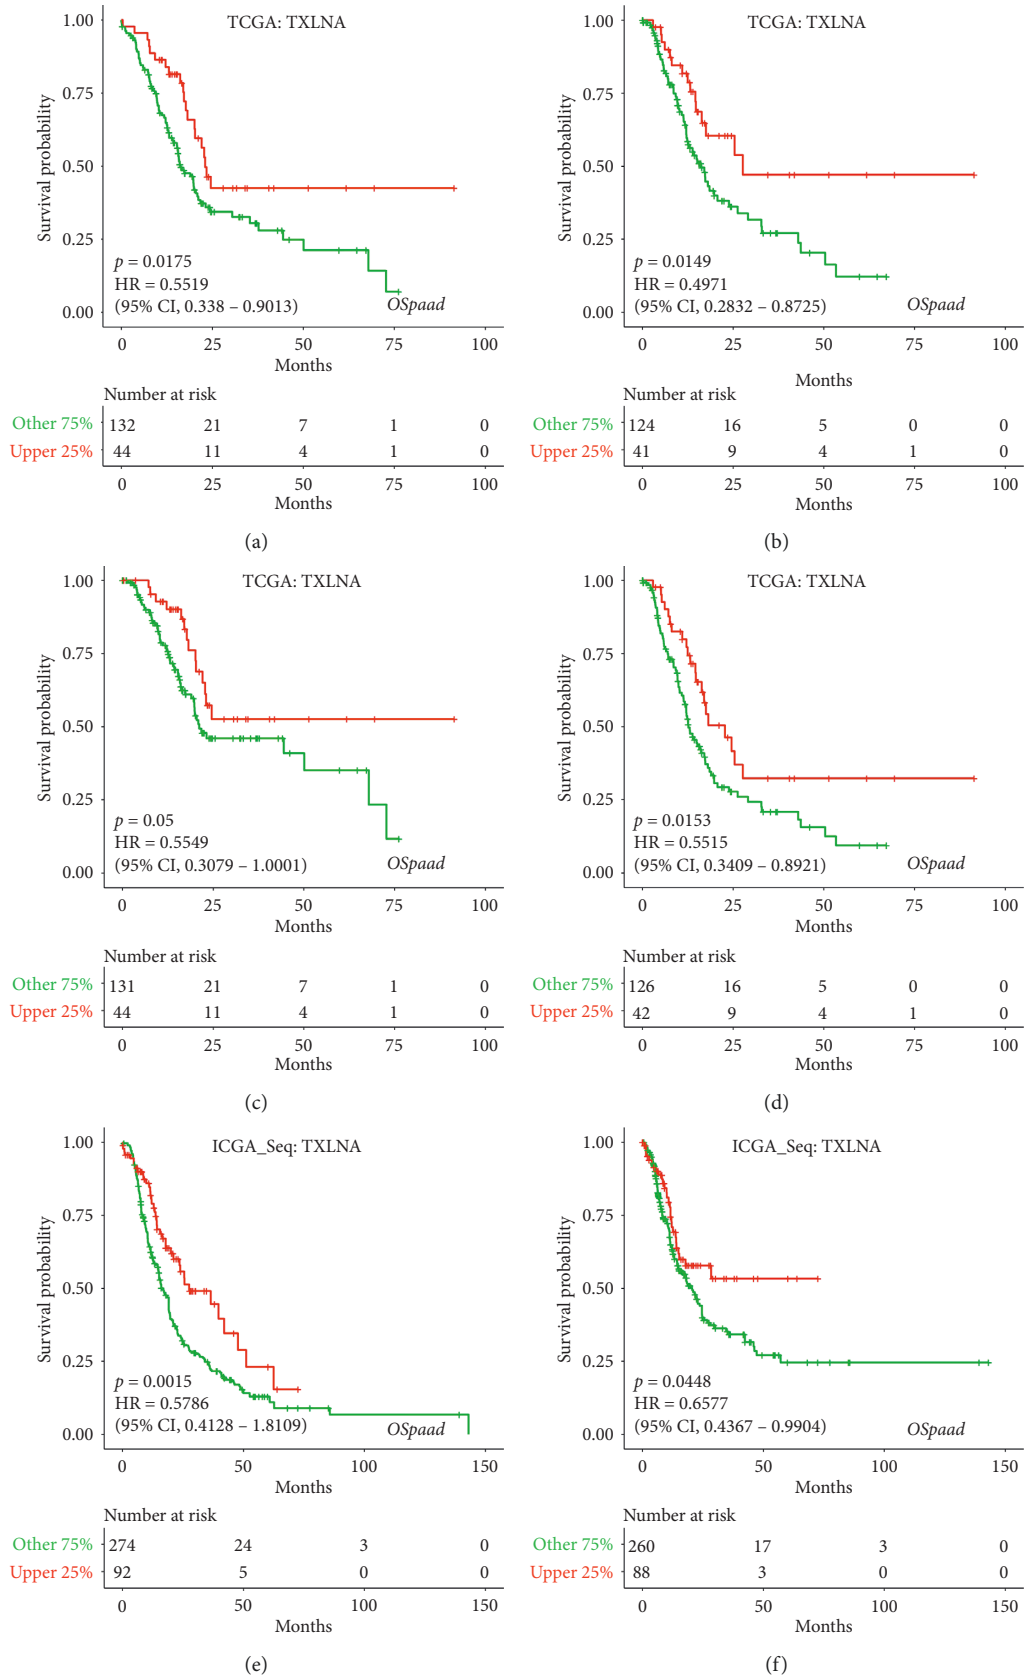 TCGA: TXLNA
1.00
0.75
0.50
0.25
0.00
Survival probability
p = 0.0175
HR = 0.5519
(95% CI, 0.338 – 0.9013)
OSpaad
0 25 50 75 100
Months
Number at risk
Other 75% 132 21 7 1 0
Upper 25% 44 11 4 1 0
0 25 50 75 100
Months
(a)
TCGA: TXLNA
1.00
0.75
0.50
0.25
0.00
Survival probability
p = 0.0149
HR = 0.4971
(95% CI, 0.2832 – 0.8725)
OSpaad
0 25 50 75 100
Months
Number at risk
Other 75% 124 16 5 0 0
Upper 25% 41 9 4 1 0
0 25 50 75 100
Months
(b)
TCGA: TXLNA
1.00
0.75
0.50
0.25
0.00
Survival probability
p = 0.05
HR = 0.5549
(95% CI, 0.3079 – 1.0001)
OSpaad
0 25 50 75 100
Months
Number at risk
Other 75% 131 21 7 1 0
Upper 25% 44 11 4 1 0
0 25 50 75 100
Months
(c)
TCGA: TXLNA
1.00
0.75
0.50
0.25
0.00
Survival probability
p = 0.0153
HR = 0.5515
(95% CI, 0.3409 – 0.8921)
OSpaad
0 25 50 75 100
Months
Number at risk
Other 75% 126 16 5 0 0
Upper 25% 42 9 4 1 0
0 25 50 75 100
Months
(d)
ICGA_Seq: TXLNA
1.00
0.75
0.50
0.25
0.00
Survival probability
p = 0.0015
HR = 0.5786
(95% CI, 0.4128 – 1.8109)
OSpaad
0 50 100 150
Months
Number at risk
Other 75% 274 24 3 0
Upper 25% 92 5 0 0
0 50 100 150
Months
(e)
ICGA_Seq: TXLNA
1.00
0.75
0.50
0.25
0.00
Survival probability
p = 0.0448
HR = 0.6577
(95% CI, 0.4367 – 0.9904)
OSpaad
0 50 100 150
Months
Number at risk
Other 75% 260 17 3 0
Upper 25% 88 3 0 0
0 50 100 150
Months
(f)